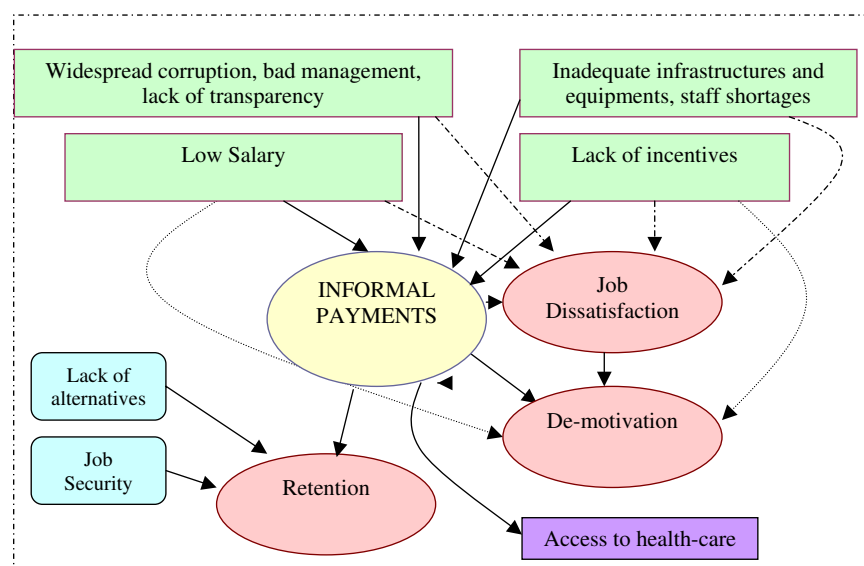 Widespread corruption, bad management,
lack of transparency
Inadequate infrastructures and
equipments, staff shortages
Low Salary
Lack of incentives
INFORMAL
PAYMENTS
Job
Dissatisfaction
Lack of
alternatives
De-motivation
Job
Security
Retention
Access to health-care